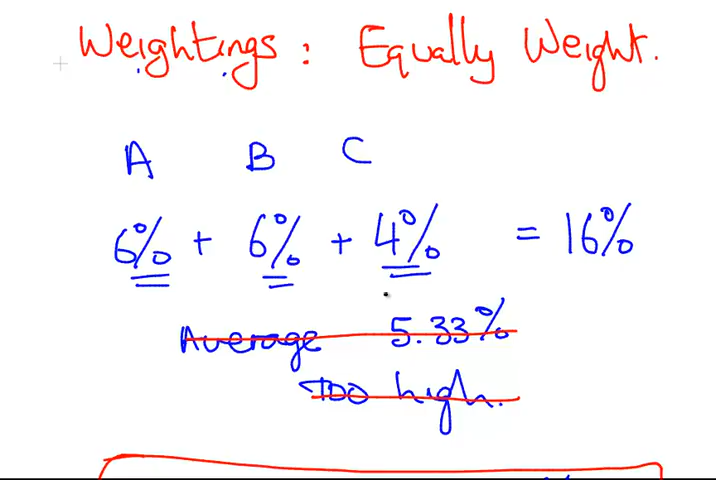 Weightings: Equally Weight.
A B C
6% + 6% + 4% = 16%
Average 5.33%
Too high.